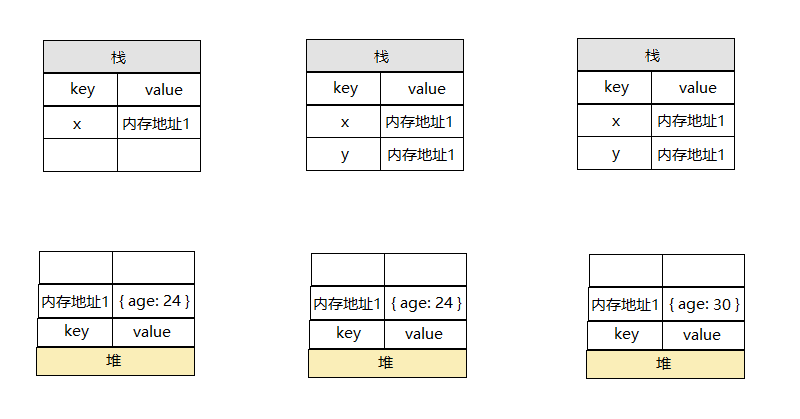 栈
key value
x 内存地址1
栈
key value
x 内存地址1
y 内存地址1
栈
key value
x 内存地址1
y 内存地址1
内存地址1 { age: 24 }
key value
堆
内存地址1 { age: 24 }
key value
堆
内存地址1 { age: 30 }
key value
堆